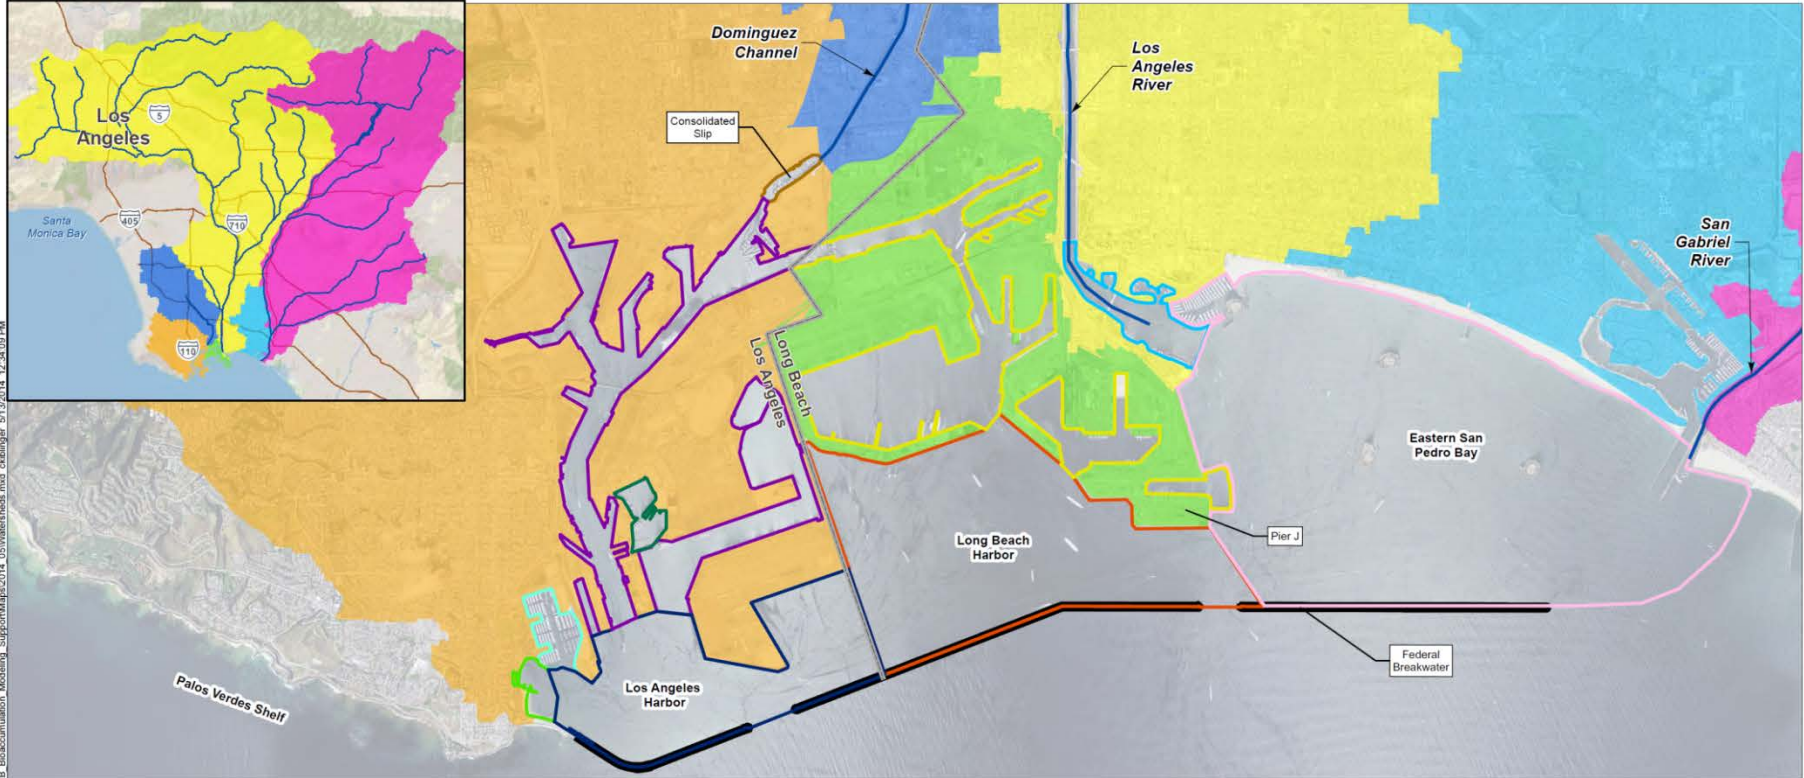 Los
Angeles
5
Santa
Monica Bay
405
710
110
Dominguez
Channel
Consolidated
Slip
Los
Angeles
River
San
Gabriel
River
Long Beach
Los Angeles
Eastern San
Pedro Bay
Long Beach
Harbor
Pier J
Federal
Breakwater
Los Angeles
Harbor
Palos Verdes Shelf